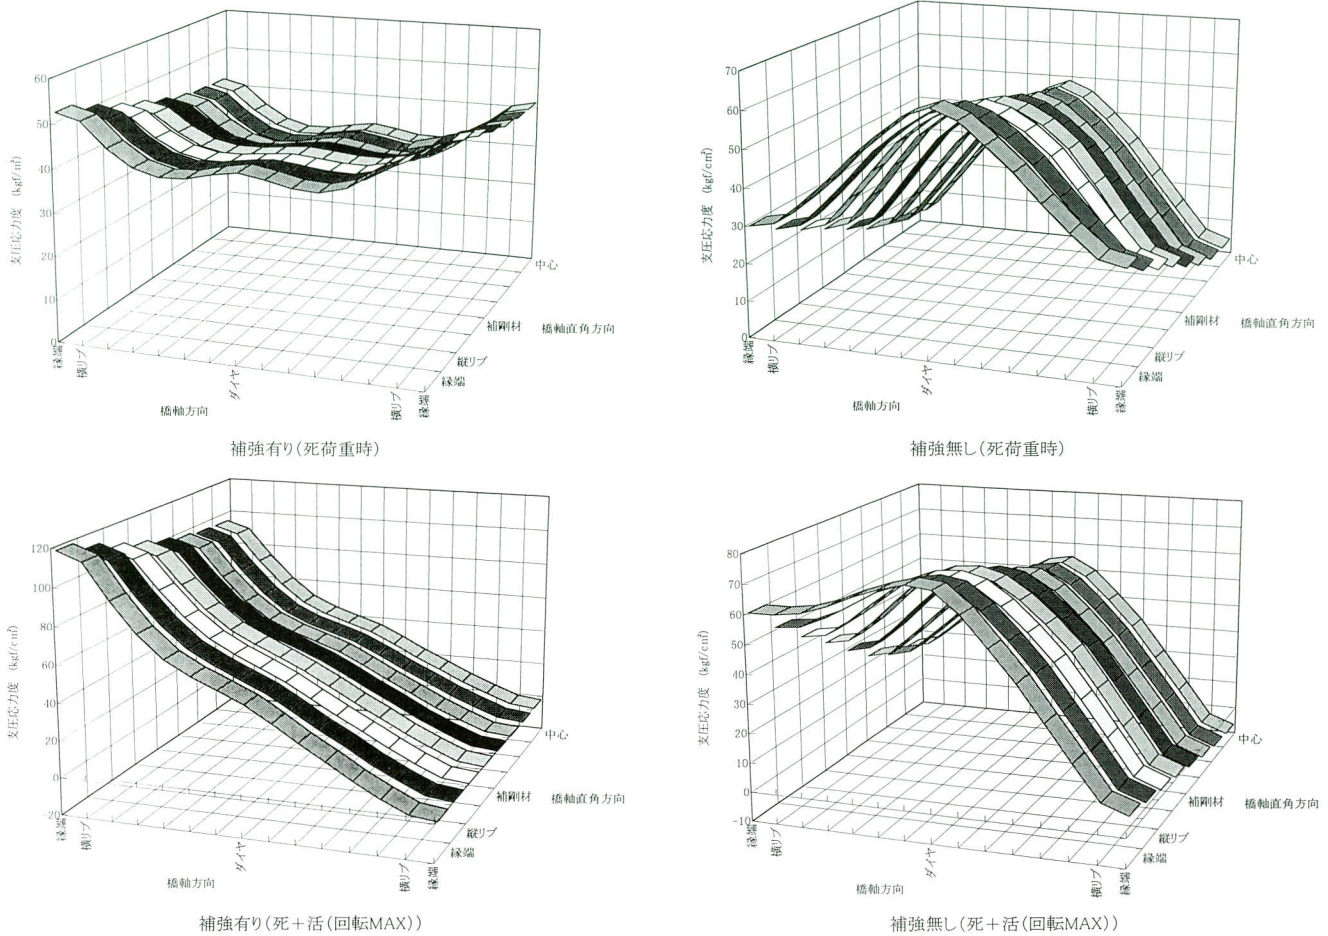 60
50
40
30
20
10
0
支圧応力度 (kgf/㎡)
縁端
横リブ
ダイヤ
横リブ
縁端
橋軸方向
縁端
縦リブ
補剛材
中心
橋軸直角方向
補強有り(死荷重時)
70
60
50
40
30
20
10
0
支圧応力度 (kgf/c㎡)
縁端
横リブ
ダイヤ
横リブ
縁端
橋軸方向
縁端
縦リブ
補剛材
中心
橋軸直角方向
補強無し(死荷重時)
120
100
80
60
40
20
0
-20
支圧応力度 (kgf/c㎡)
縁端
横リブ
ダイヤ
横リブ
縁端
橋軸方向
縁端
縦リブ
補剛材
中心
橋軸直角方向
補強有り(死+活(回転MAX))
80
70
60
50
40
30
20
10
0
-10
支圧応力度 (kgf/c㎡)
縁端
横リブ
ダイヤ
横リブ
縁端
橋軸方向
縁端
縦リブ
補剛材
中心
橋軸直角方向
補強無し(死+活(回転MAX))